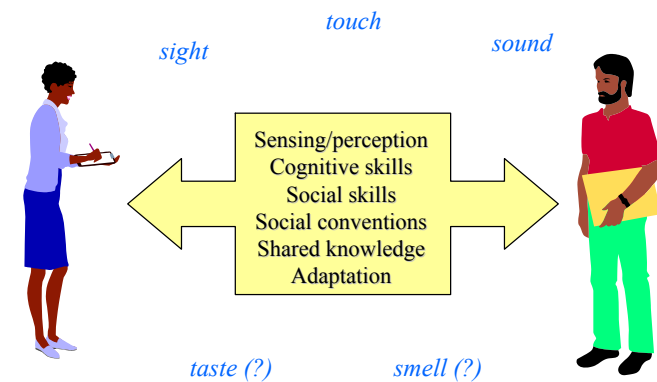 touch
sight
sound
Sensing/perception
Cognitive skills
Social skills
Social conventions
Shared knowledge
Adaptation
taste (?)
smell (?)